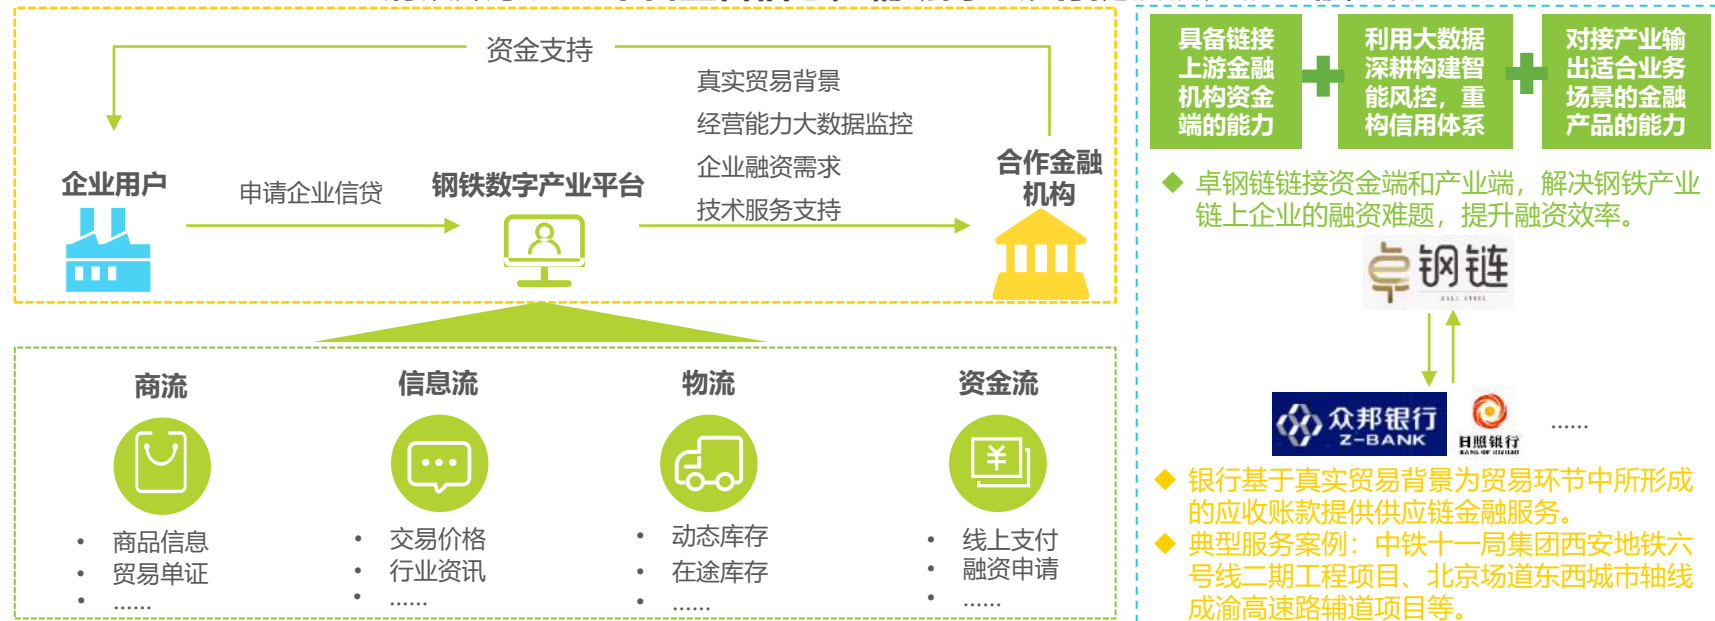 资金支持
真实贸易背景
经营能力大数据监控
企业融资需求
技术服务支持
企业用户
申请企业信贷
钢铁数字产业平台
合作金融
机构
商流
信息流
物流
资金流
• 商品信息
• 贸易单证
• ......
• 交易价格
• 行业资讯
• ......
• 动态库存
• 在途库存
• ......
• 线上支付
• 融资申请
• ......
具备链接
上游金融
机构资金
端的能力
利用大数据
深耕构建智
能风控，重
构信用体系
对接产业输
出适合业务
场景的金融
产品的能力
◆ 卓钢链链接资金端和产业端，解决钢铁产业
链上企业的融资难题，提升融资效率。
卓钢链
众邦银行
Z-BANK
日照银行
......
◆ 银行基于真实贸易背景为贸易环节中所形成
的应收账款提供供应链金融服务。
◆ 典型服务案例：中铁十一局集团西安地铁六
号线二期工程项目、北京场道东西城市轴线
成渝高速路辅道项目等。